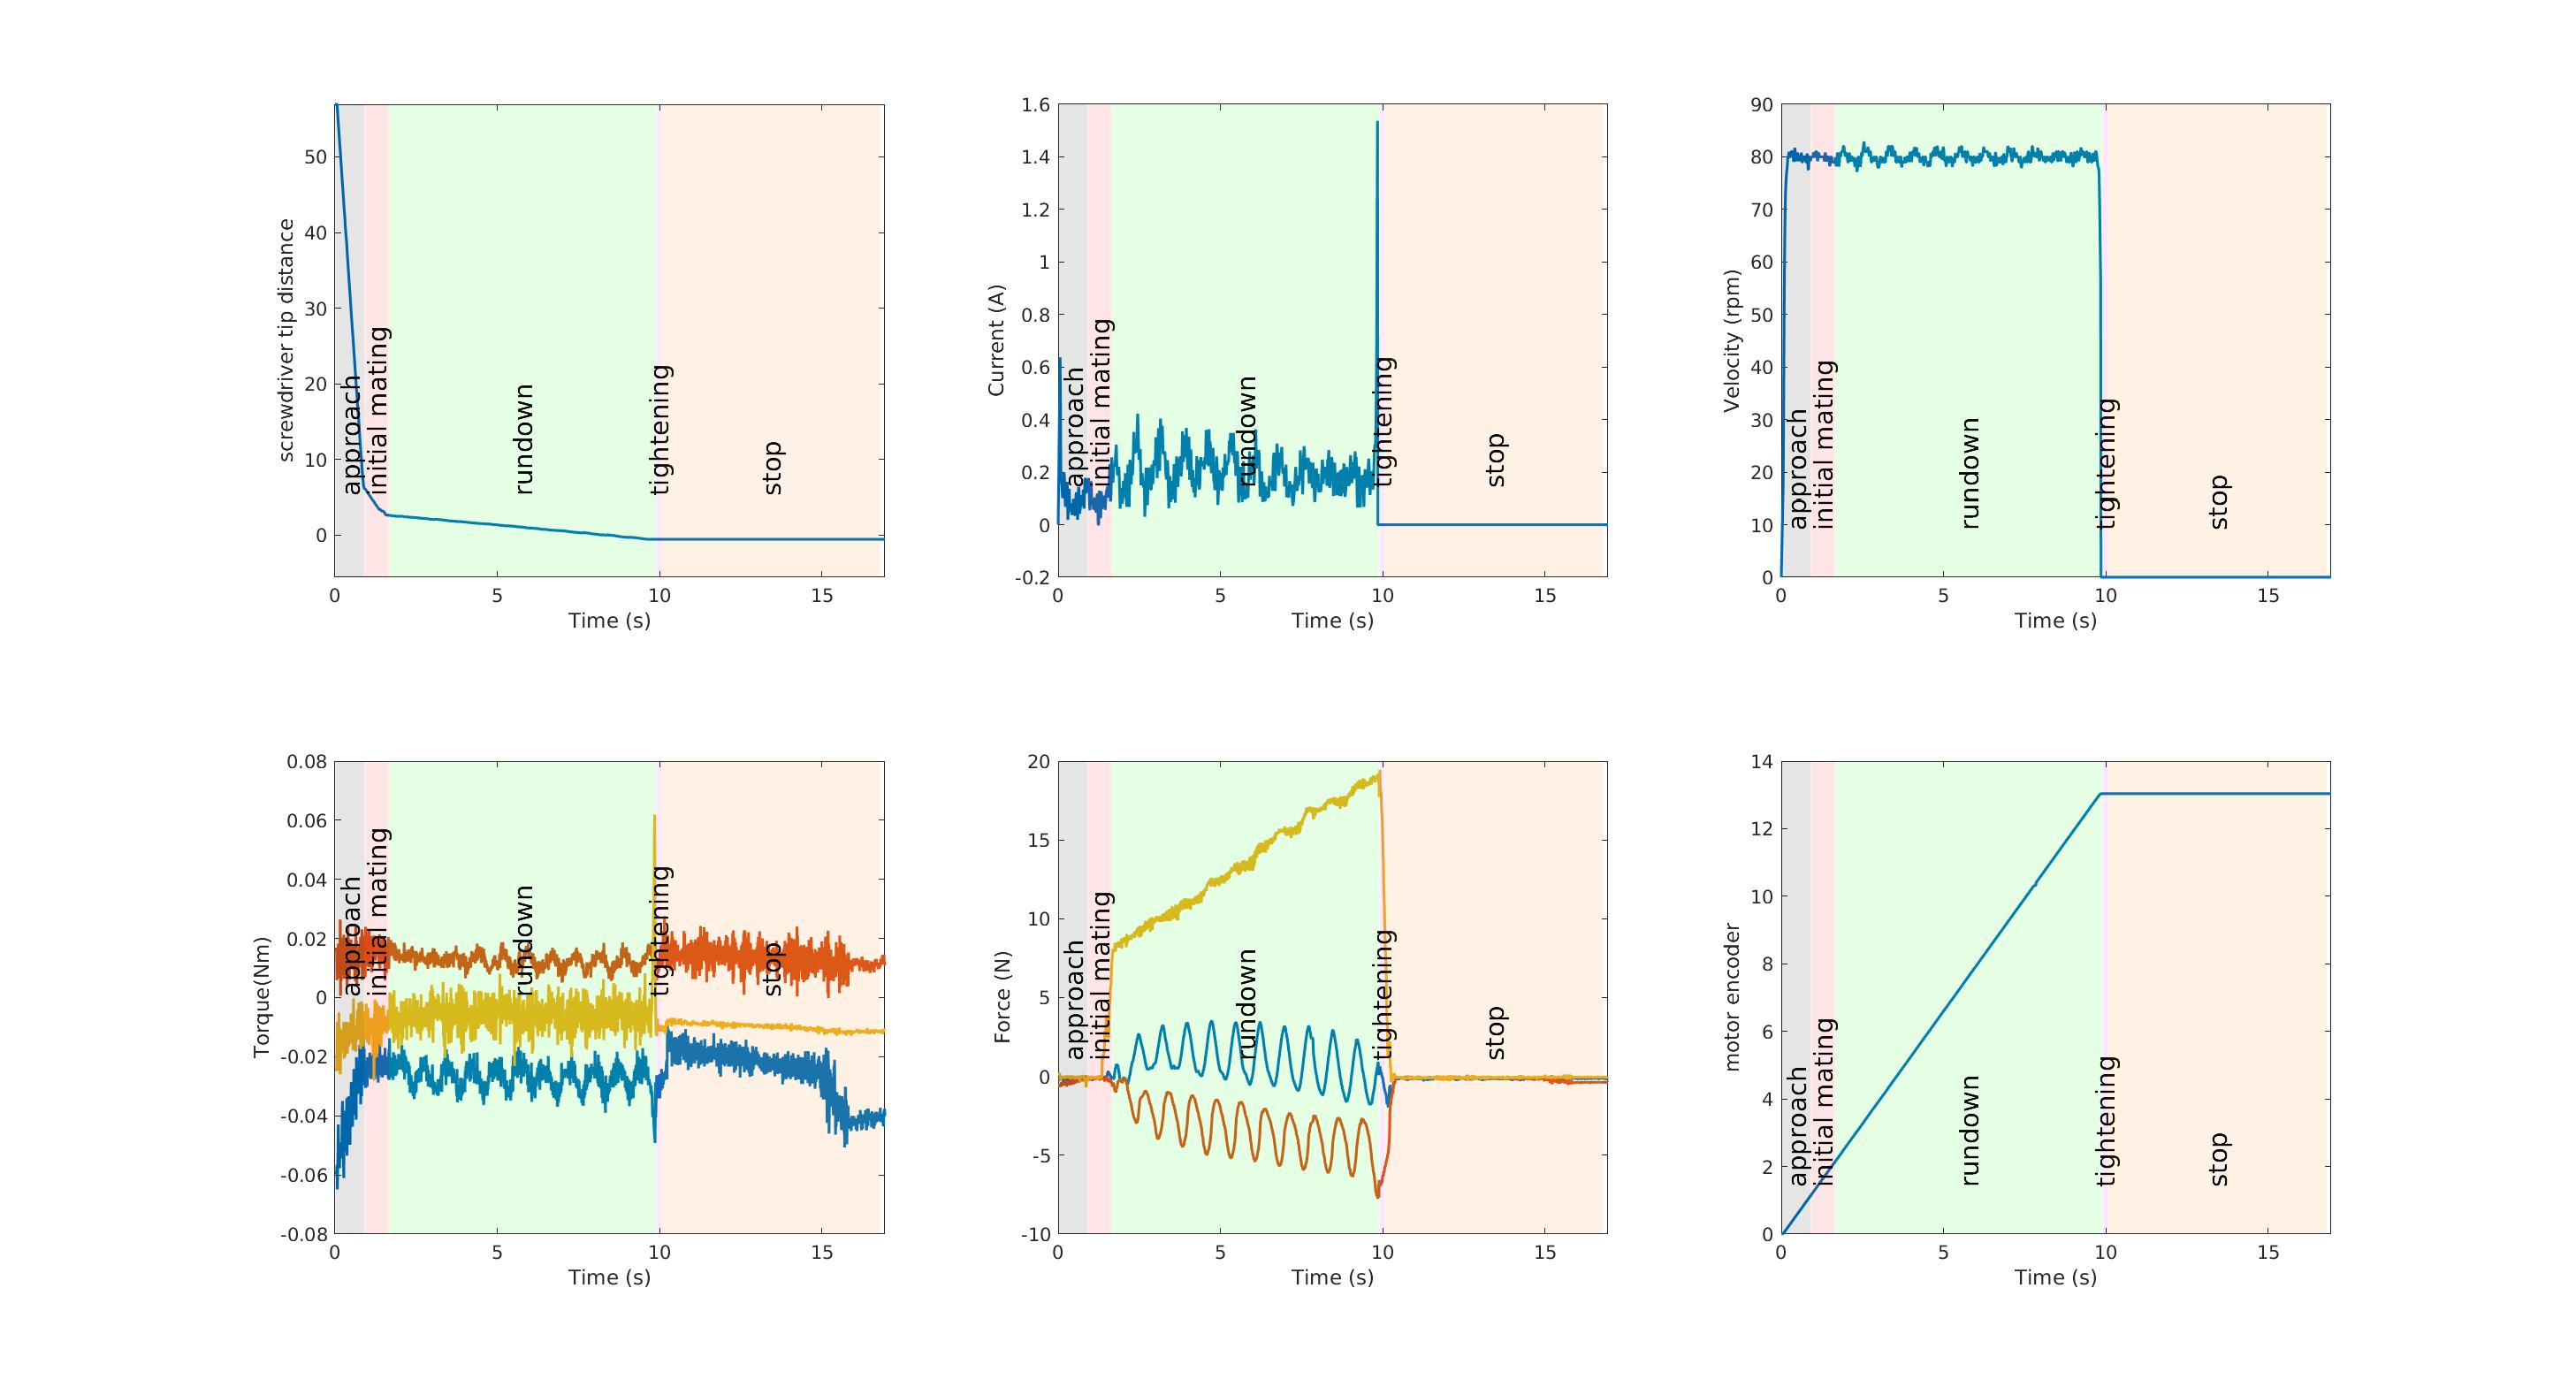 screwdriver tip distance
50
40
30
20
10
0
approach
initial mating
rundown
tightening
stop
0
5
10
15
Time (s)
Current (A)
1.6
1.4
1.2
1
0.8
0.6
0.4
0.2
0
-0.2
approach
initial mating
rundown
tightening
stop
0
5
10
15
Time (s)
Velocity (rpm)
90
80
70
60
50
40
30
20
10
0
approach
initial mating
rundown
tightening
stop
0
5
10
15
Time (s)
Torque(Nm)
0.08
0.06
0.04
0.02
0
-0.02
-0.04
-0.06
-0.08
approach
initial mating
rundown
tightening
stop
0
5
10
15
Time (s)
Force (N)
20
15
10
5
0
-5
-10
approach
initial mating
rundown
tightening
stop
0
5
10
15
Time (s)
motor encoder
14
12
10
8
6
4
2
0
approach
initial mating
rundown
tightening
stop
0
5
10
15
Time (s)